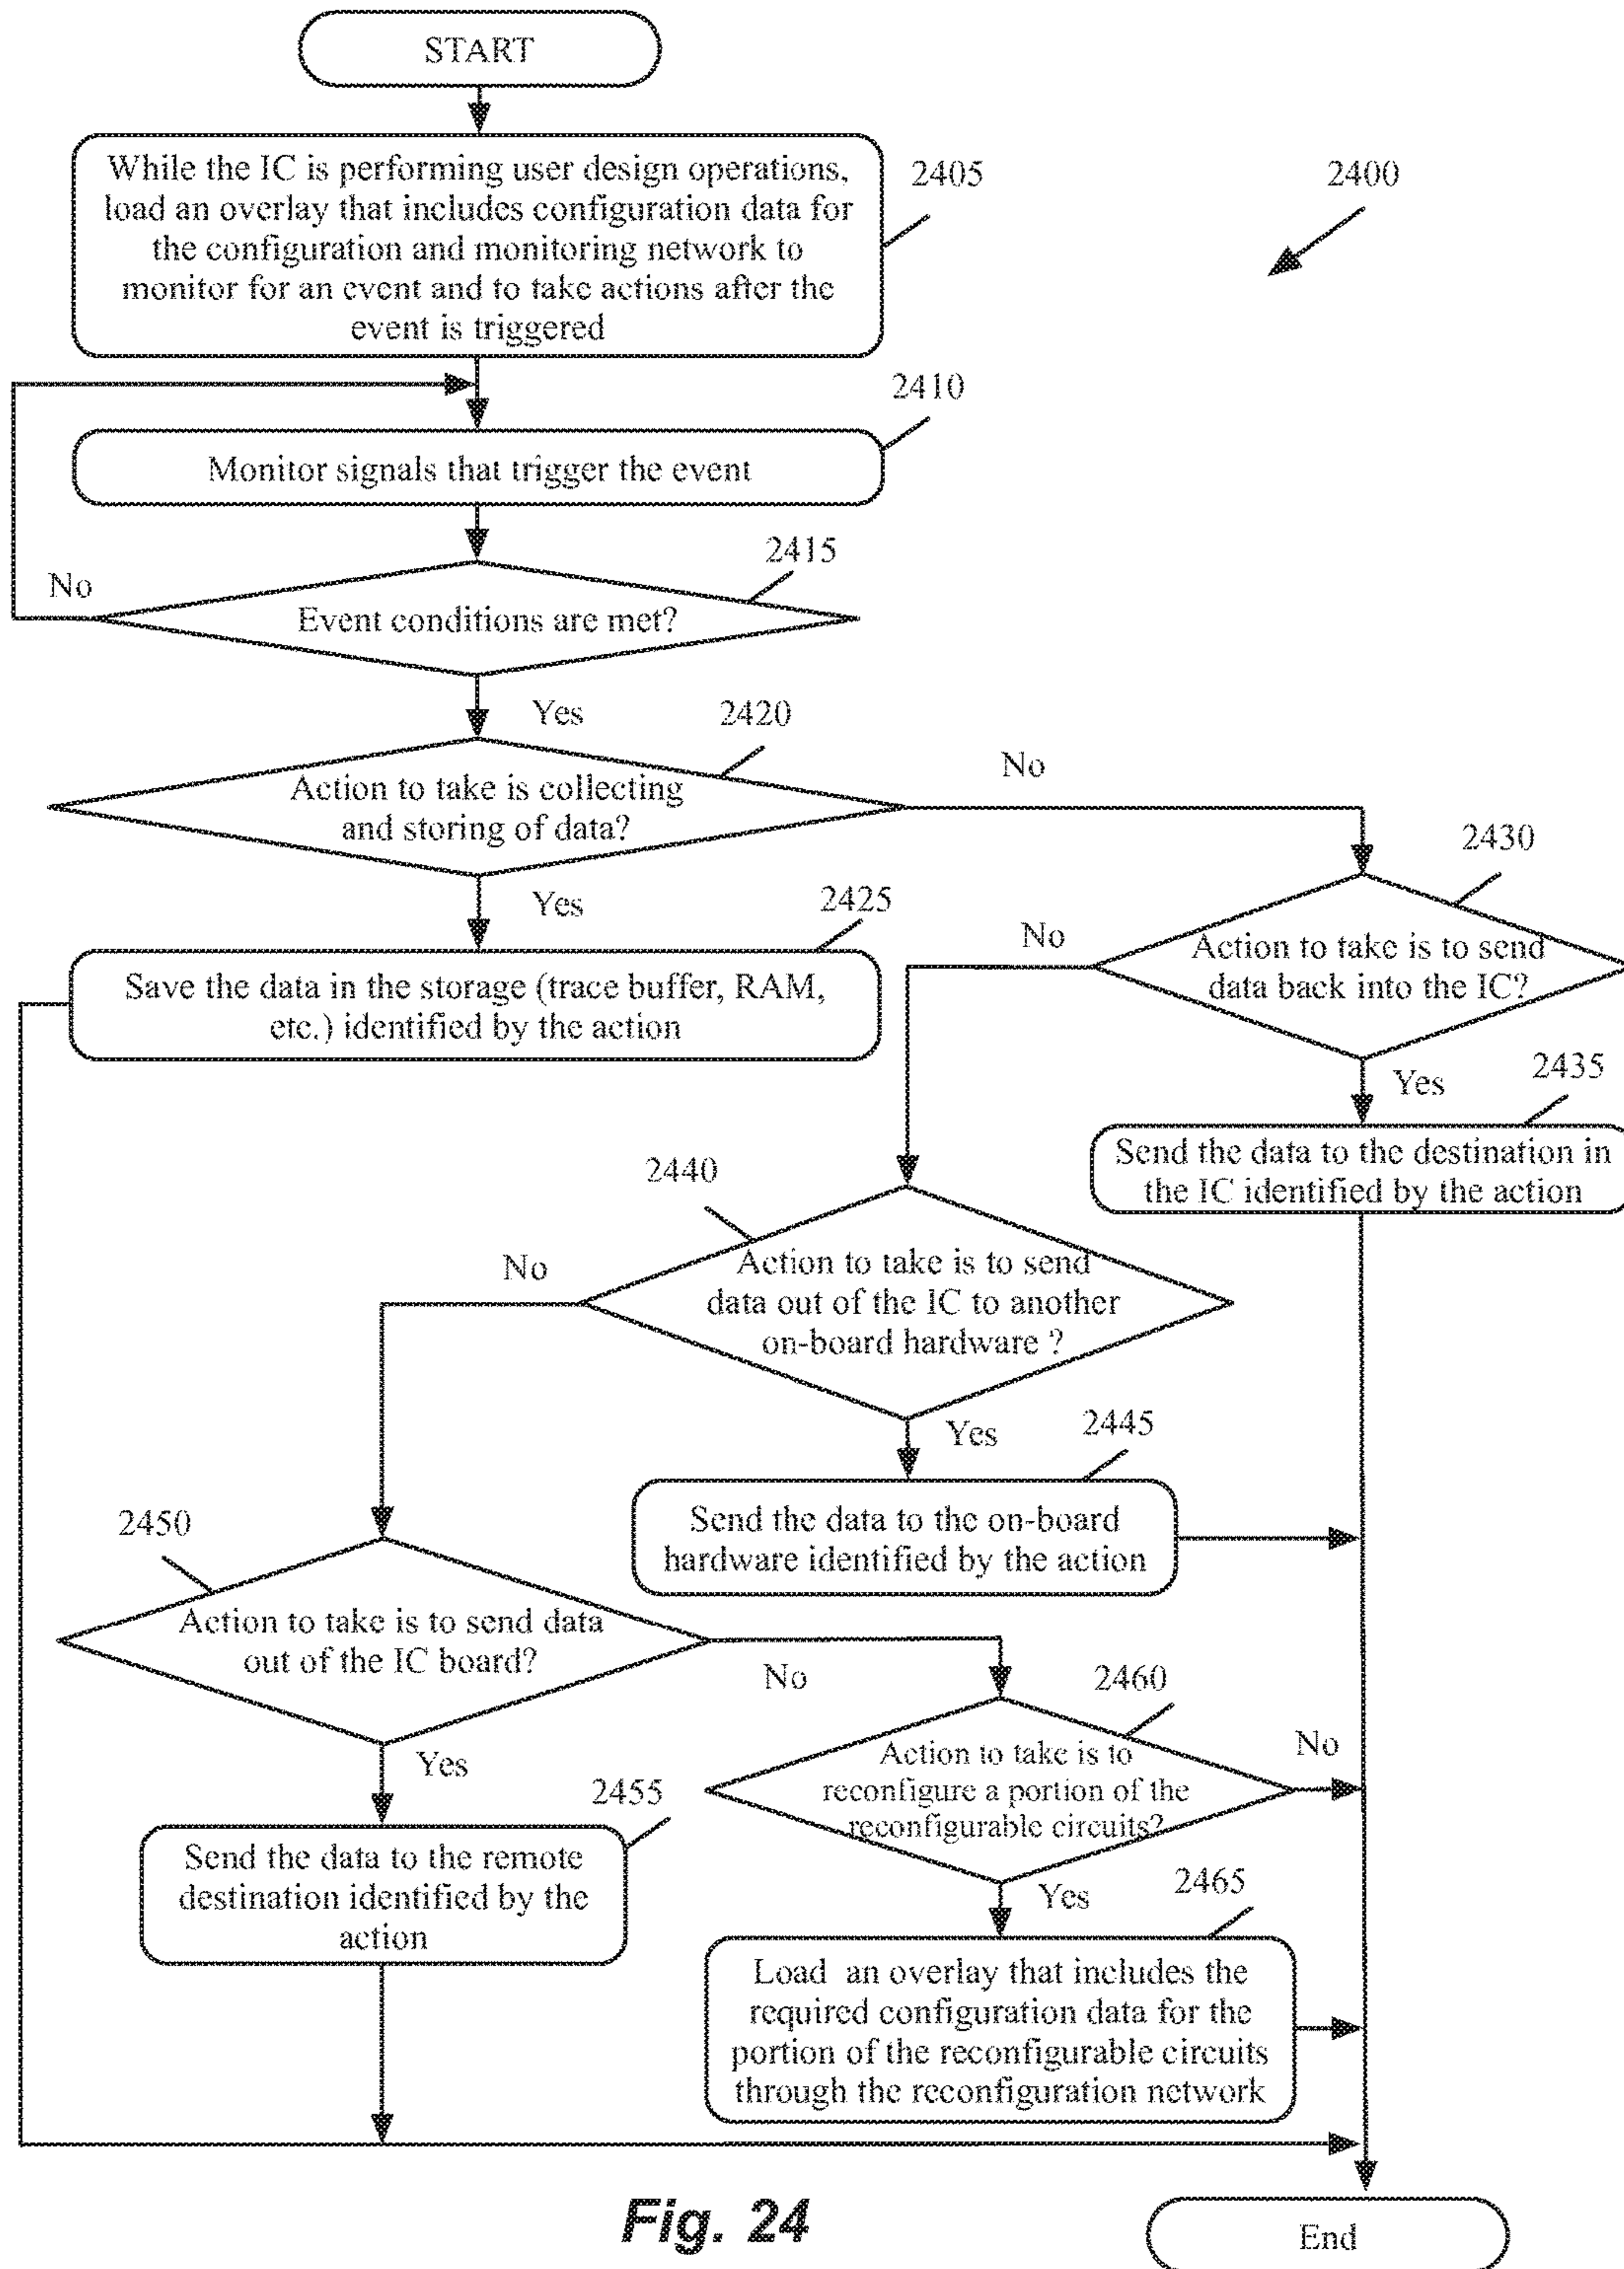 START
While the IC is performing user design operations,
load an overlay that includes configuration data for
the configuration and monitoring network to
monitor for an event and to take actions after the
event is triggered
2405
2400
2410
Monitor signals that trigger the event
2415
No
Event conditions are met?
Yes
2420
No
Action to take is collecting
and storing of data?
2430
Yes
2425
No
Action to take is to send
data back into the IC?
Save the data in the storage (trace buffer, RAM,
etc.) identified by the action
Yes
2435
Send the data to the destination in
the IC identified by the action
2440
No
Action to take is to send
data out of the IC to another
on-board hardware ?
Yes
2445
Send the data to the on-board
hardware identified by the action
2450
Action to take is to send data
out of the IC board?
No
2460
No
Yes
Action to take is to
reconfigure a portion of the
reconfigurable circuits?
2455
Send the data to the remote
destination identified by the
action
Yes
2465
Load an overlay that includes the
required configuration data for the
portion of the reconfigurable circuits
through the reconfiguration network
Fig. 24
End